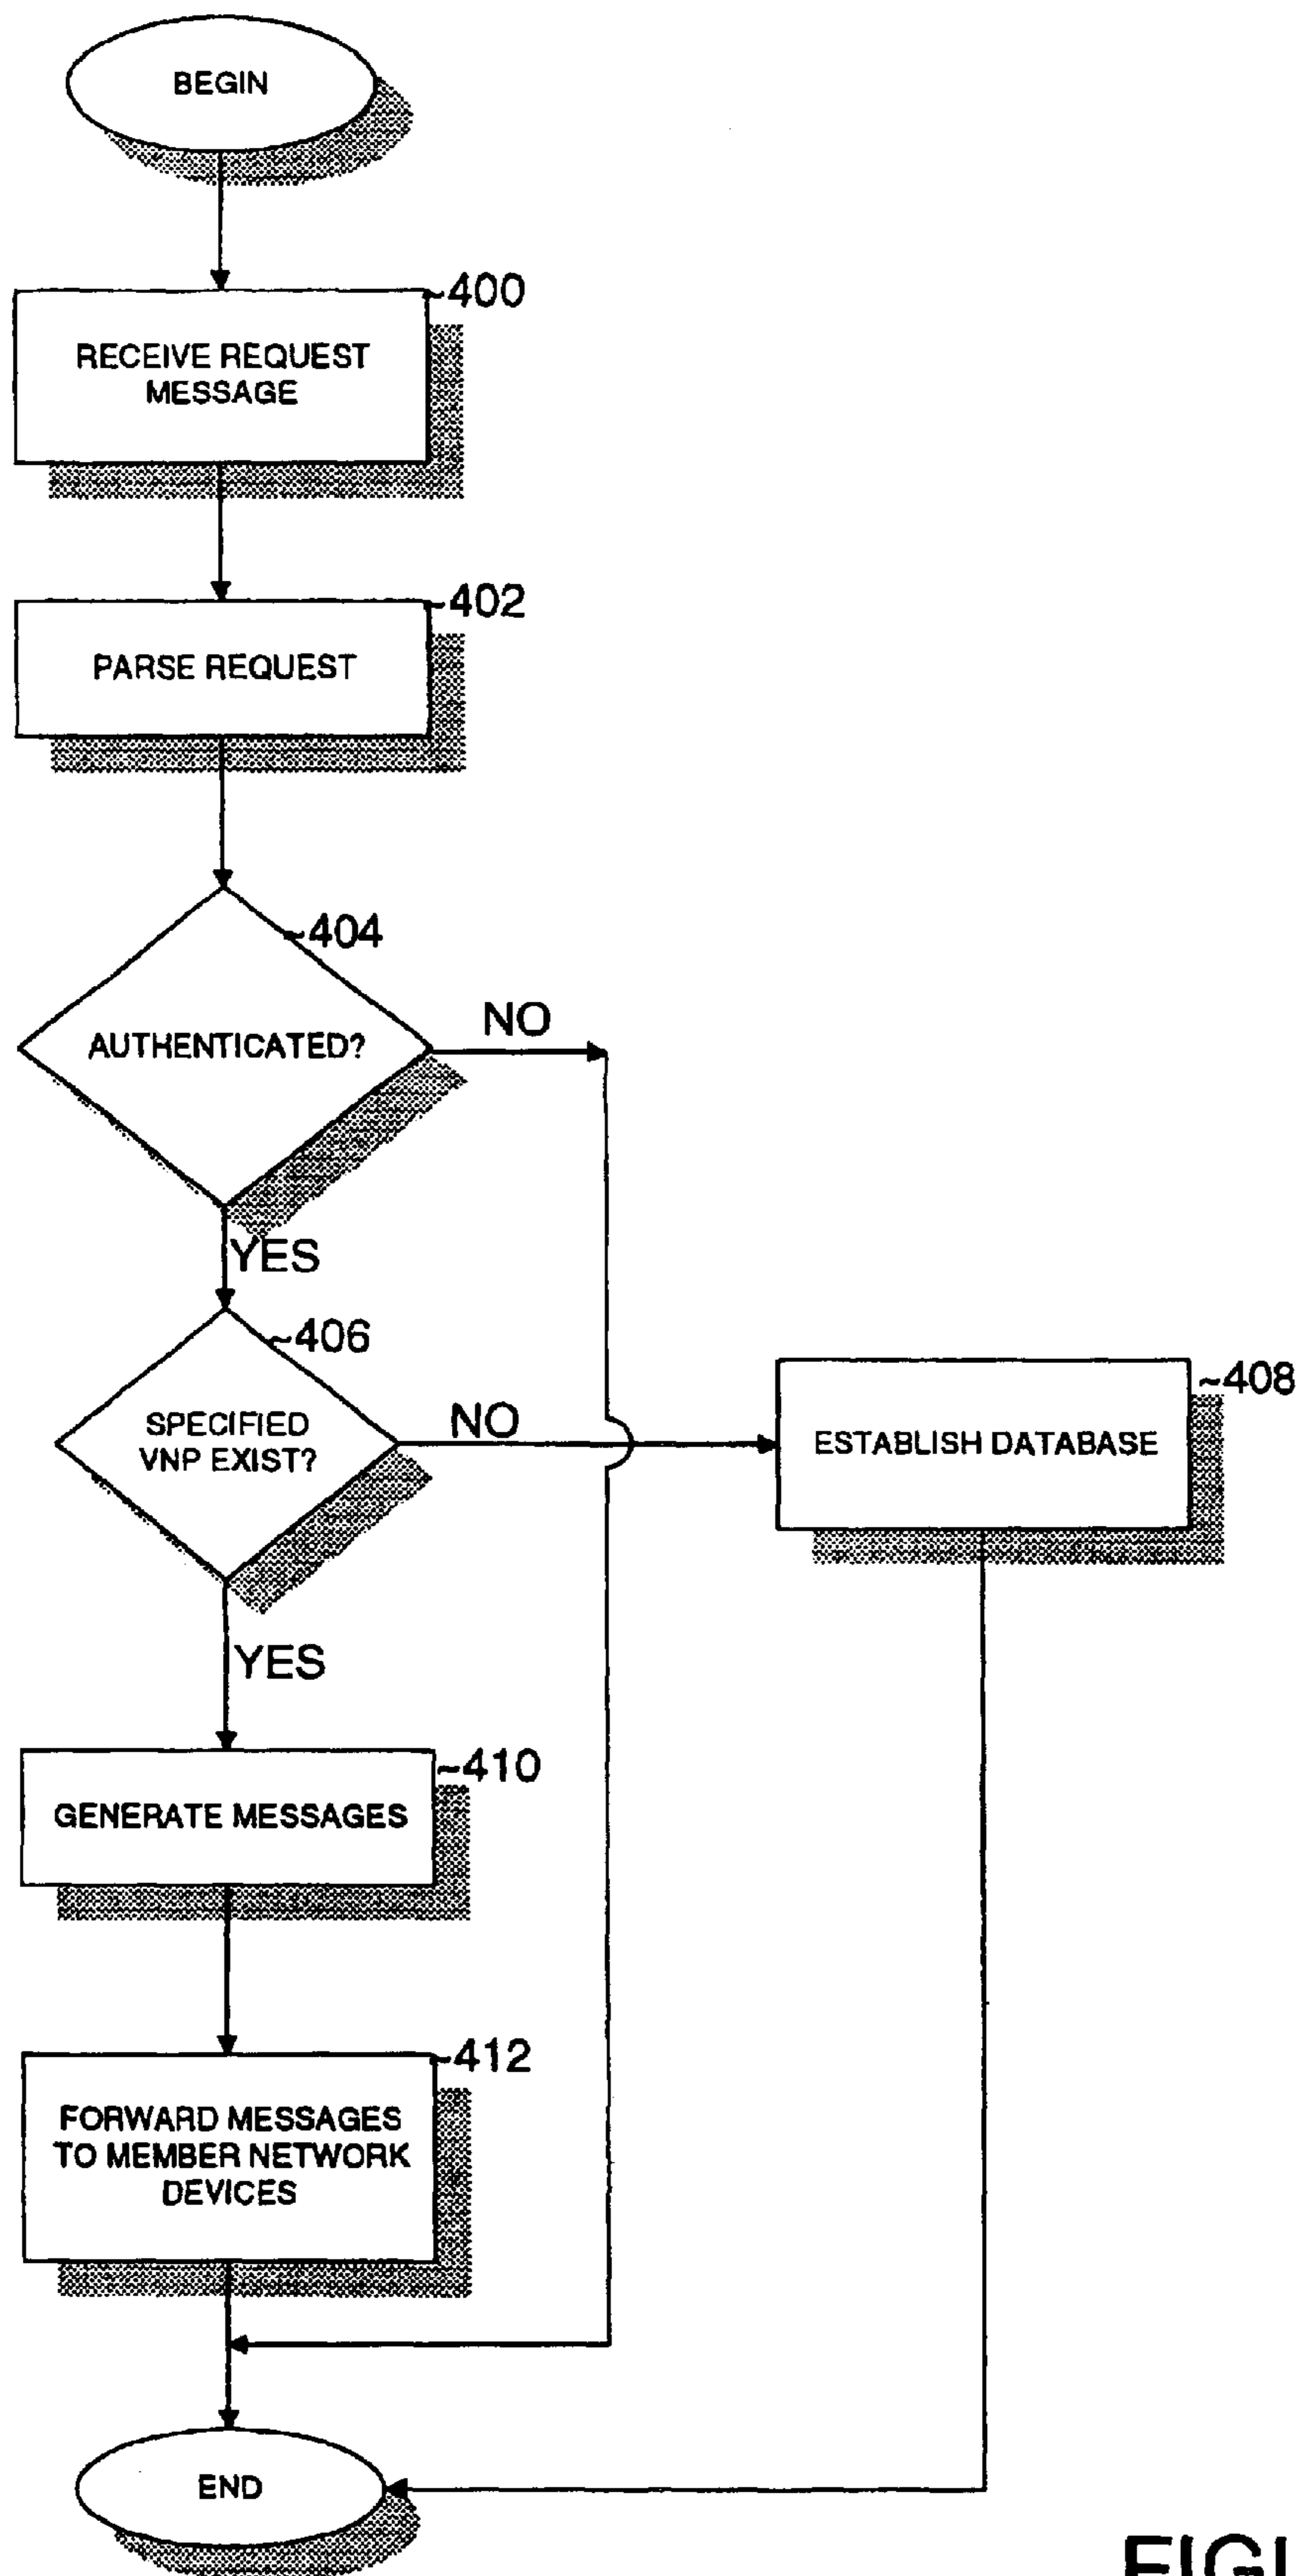 BEGIN
~400
RECEIVE REQUEST
MESSAGE
~402
PARSE REQUEST
~404
AUTHENTICATED?
NO
YES
~406
SPECIFIED
VNP EXIST?
NO
~408
ESTABLISH DATABASE
YES
~410
GENERATE MESSAGES
~412
FORWARD MESSAGES
TO MEMBER NETWORK
DEVICES
END